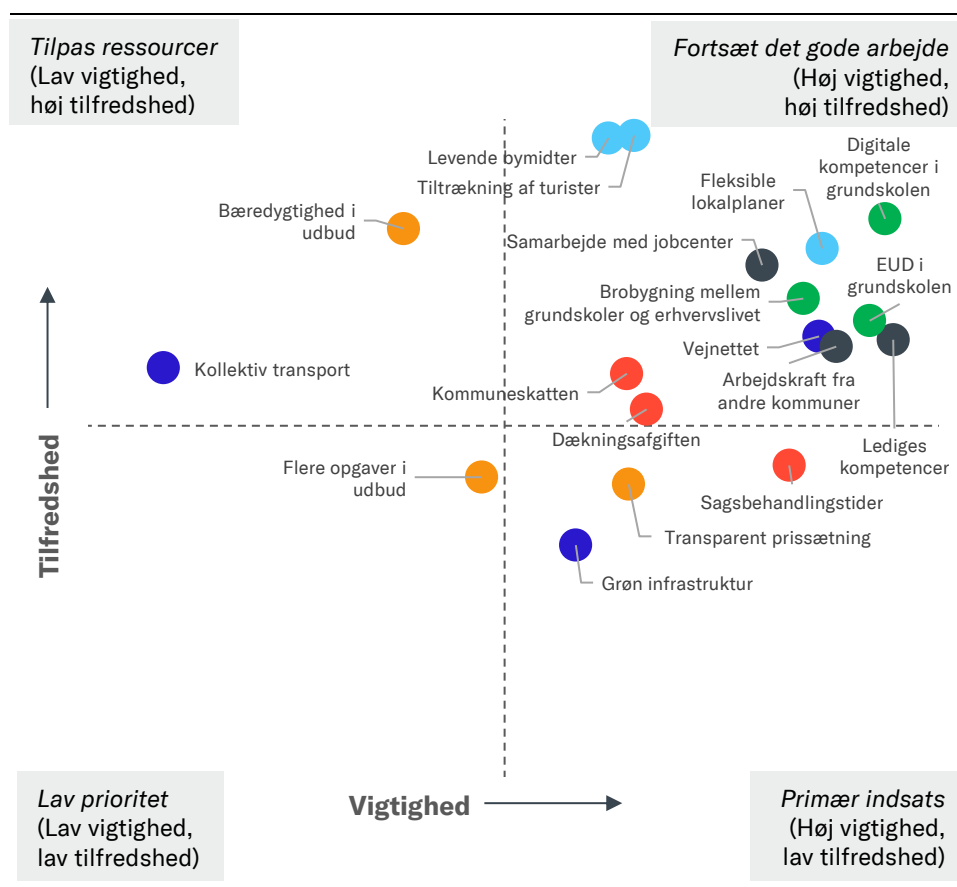 Tilpas ressourcer
(Lav vigtighed,
høj tilfredshed)
Fortsæt det gode arbejde
(Høj vigtighed,
høj tilfredshed)
Levende bymidter
Tiltrækning af turister
Digitale
kompetencer i
grundskolen
Fleksible
lokalplaner
Bæredygtighed i
udbud
Samarbejde med jobcenter
EUD i
grundskolen
Brobygning mellem
grundskoler og erhvervslivet
Vejnettet
Kollektiv transport
Arbejdskraft fra
andre kommuner
Kommuneskatten
Dækningsafgiften
Lediges
kompetencer
Flere opgaver i
udbud
Sagsbehandlingstider
Transparent prissætning
Grøn infrastruktur
Tilfredshed
Vigtighed
Lav prioritet
(Lav vigtighed,
lav tilfredshed)
Primær indsats
(Høj vigtighed,
lav tilfredshed)